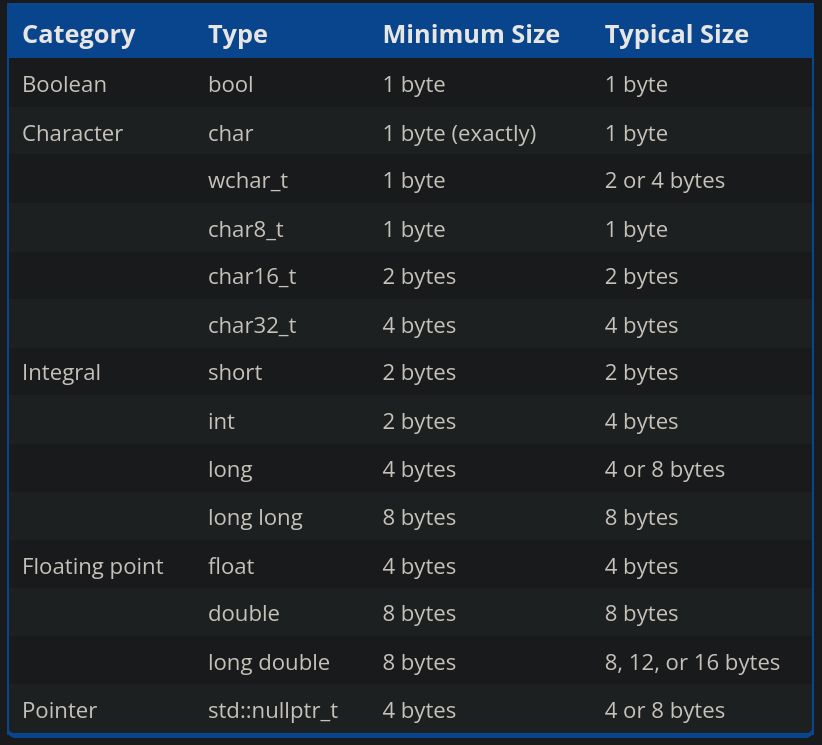 Category Type Minimum Size Typical Size
Boolean bool 1 byte 1 byte
Character char 1 byte (exactly) 1 byte
wchar_t 1 byte 2 or 4 bytes
char8_t 1 byte 1 byte
char16_t 2 bytes 2 bytes
char32_t 4 bytes 4 bytes
Integral short 2 bytes 2 bytes
int 2 bytes 4 bytes
long 4 bytes 4 or 8 bytes
long long 8 bytes 8 bytes
Floating point float 4 bytes 4 bytes
double 8 bytes 8 bytes
long double 8 bytes 8, 12, or 16 bytes
Pointer std::nullptr_t 4 bytes 4 or 8 bytes